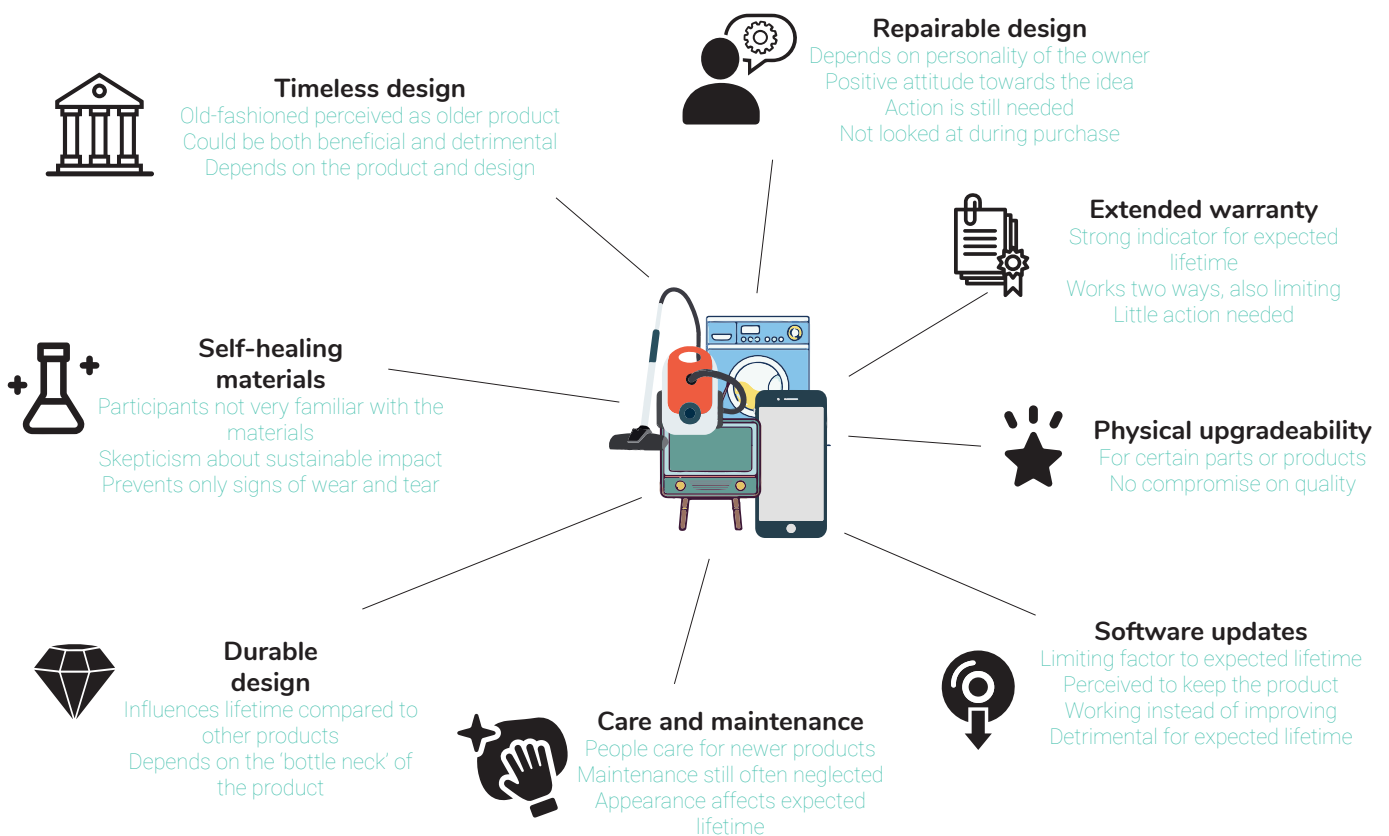 Timeless design
Old-fashioned perceived as older product
Could be both beneficial and detrimental
Depends on the product and design
Repairable design
Depends on personality of the owner
Positive attitude towards the idea
Action is still needed
Not looked at during purchase
Extended warranty
Strong indicator for expected
lifetime
Works two ways, also limiting
Little action needed
Self-healing
materials
Participants not very familiar with the
materials
Skepticism about sustainable impact
Prevents only signs of wear and tear
Physical upgradeability
For certain parts or products
No compromise on quality
Durable
design
Influences lifetime compared to
other products
Depends on the 'bottle neck' of
the product
Care and maintenance
People care for newer products
Maintenance still often neglected
Appearance affects expected
lifetime
Software updates
Limiting factor to expected lifetime
Perceived to keep the product
Working instead of improving
Detrimental for expected lifetime